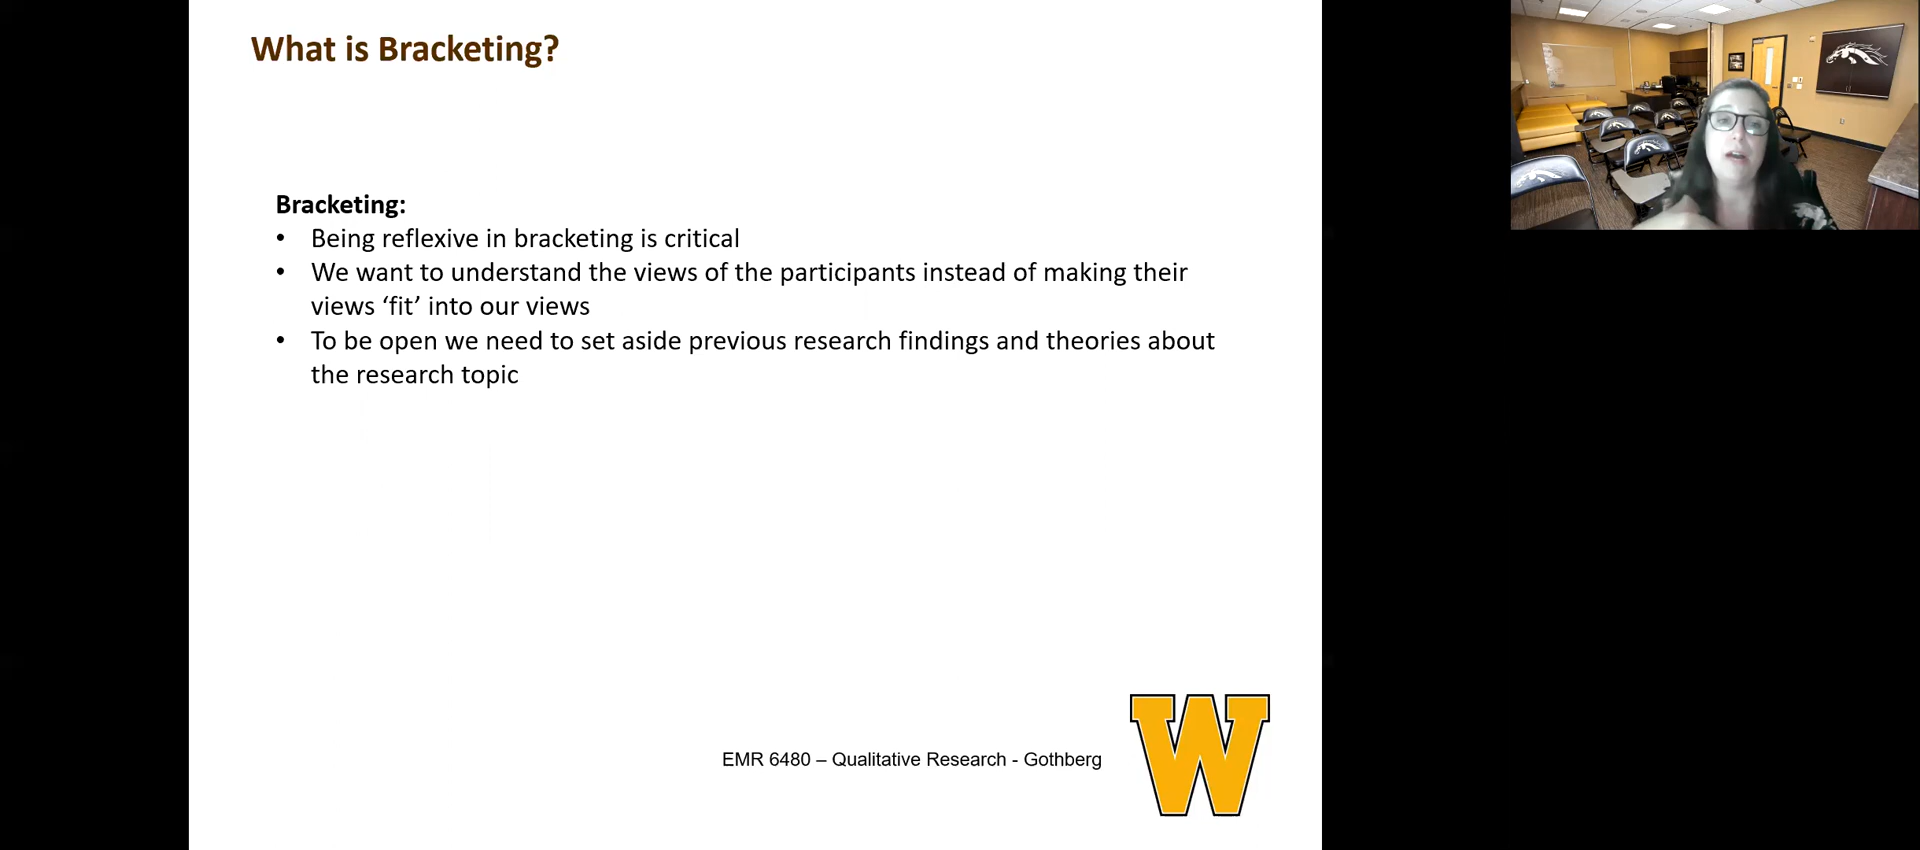 What is Bracketing?
Bracketing:
• Being reflexive in bracketing is critical
• We want to understand the views of the participants instead of making their
views ‘fit’ into our views
• To be open we need to set aside previous research findings and theories about
the research topic
EMR 6480 – Qualitative Research - Gothberg
W